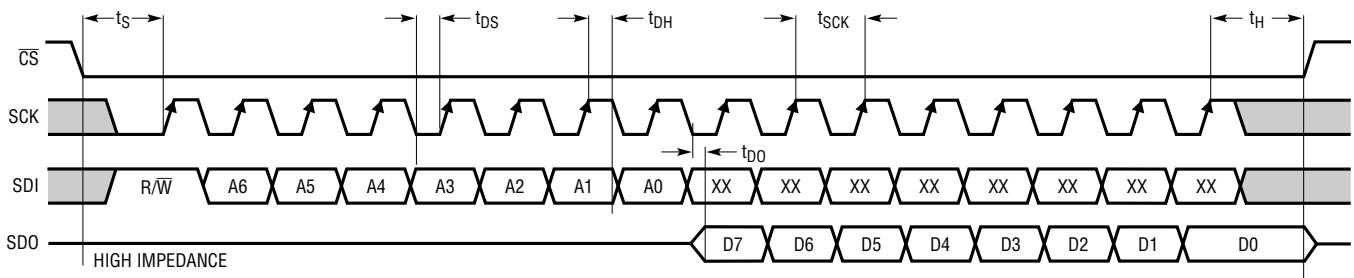 tS tDS tDH tSCK tH
CS
SCK
tDO
SDI R/W A6 A5 A4 A3 A2 A1 A0 XX XX XX XX XX XX XX XX
SDO D7 D6 D5 D4 D3 D2 D1 D0
HIGH IMPEDANCE